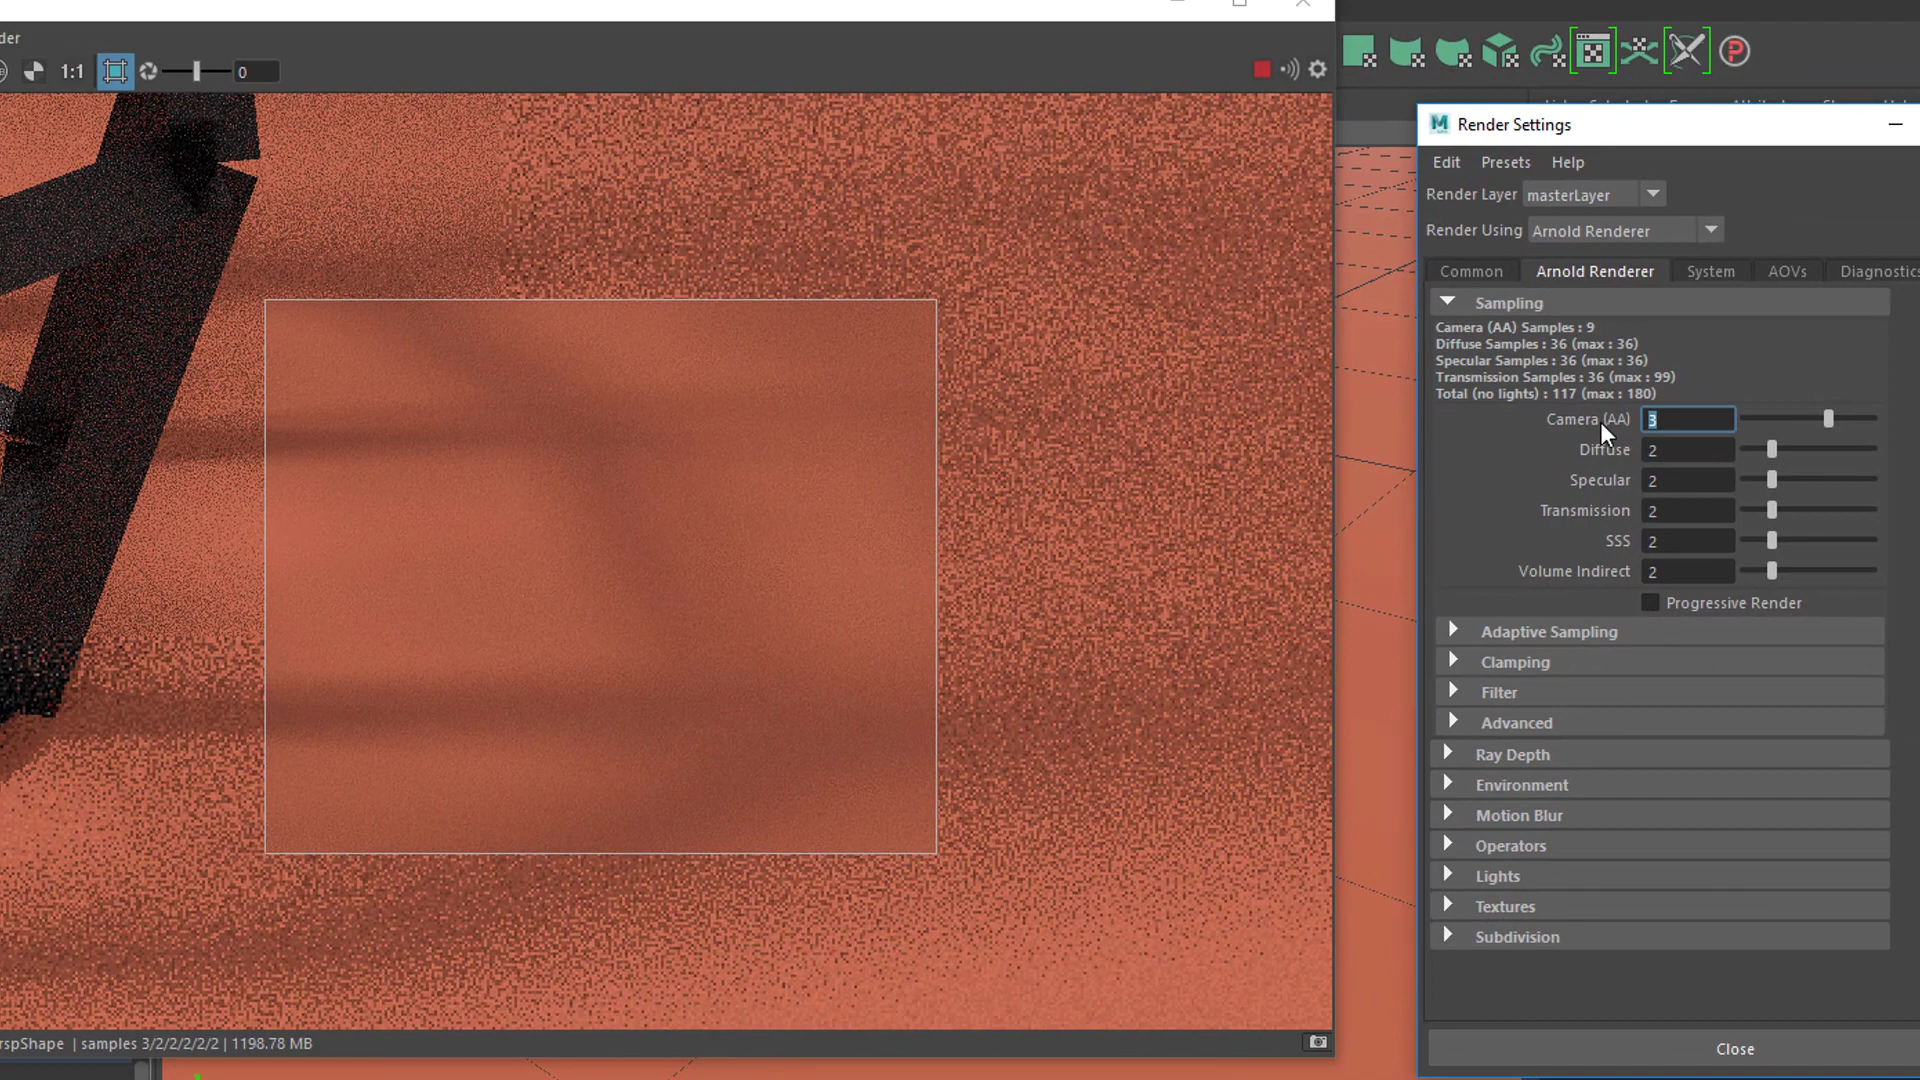 der
1:1
0
Render Settings
Edit Presets Help
Render Layer masterLayer
Render Using Arnold Renderer
Common Arnold Renderer System AOVs Diagnostics
Sampling
Camera (AA) Samples : 9
Diffuse Samples : 36 (max : 36)
Specular Samples : 36 (max : 36)
Transmission Samples : 36 (max : 99)
Total (no lights) : 117 (max : 180)
Camera (AA) 3
Diffuse 2
Specular 2
Transmission 2
SSS 2
Volume Indirect 2
Progressive Render
Adaptive Sampling
Clamping
Filter
Advanced
Ray Depth
Environment
Motion Blur
Operators
Lights
Textures
Subdivision
rspShape | samples 3/2/2/2/2/2 | 1198.78 MB
Close